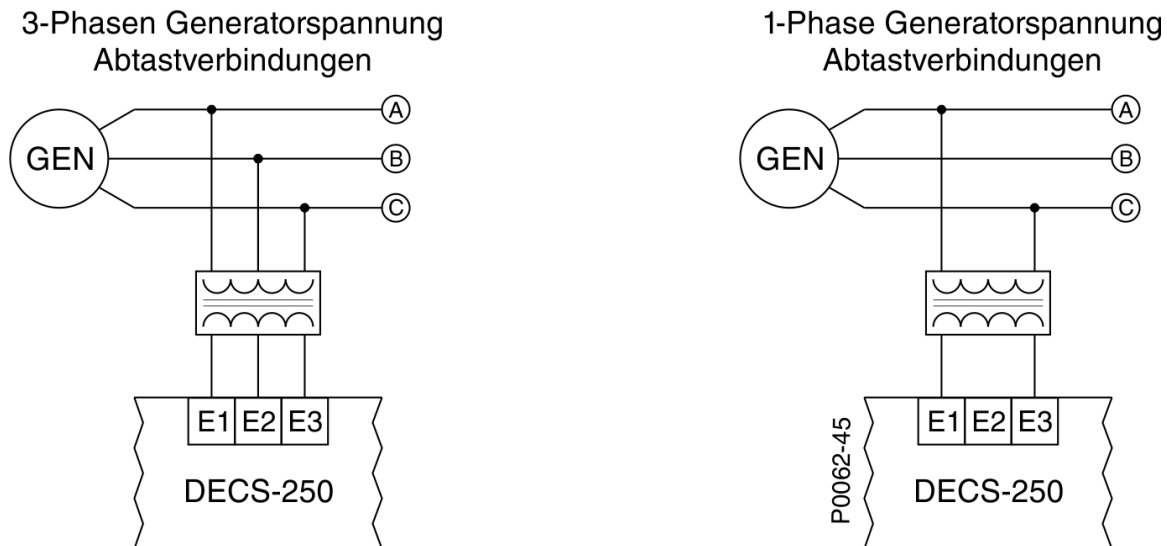 3-Phasen Generatorspannung
Abtastverbindungen
GEN
A
B
C
E1 E2 E3
DECS-250
1-Phase Generatorspannung
Abtastverbindungen
GEN
A
B
C
E1 E2 E3
DECS-250
P0062-45